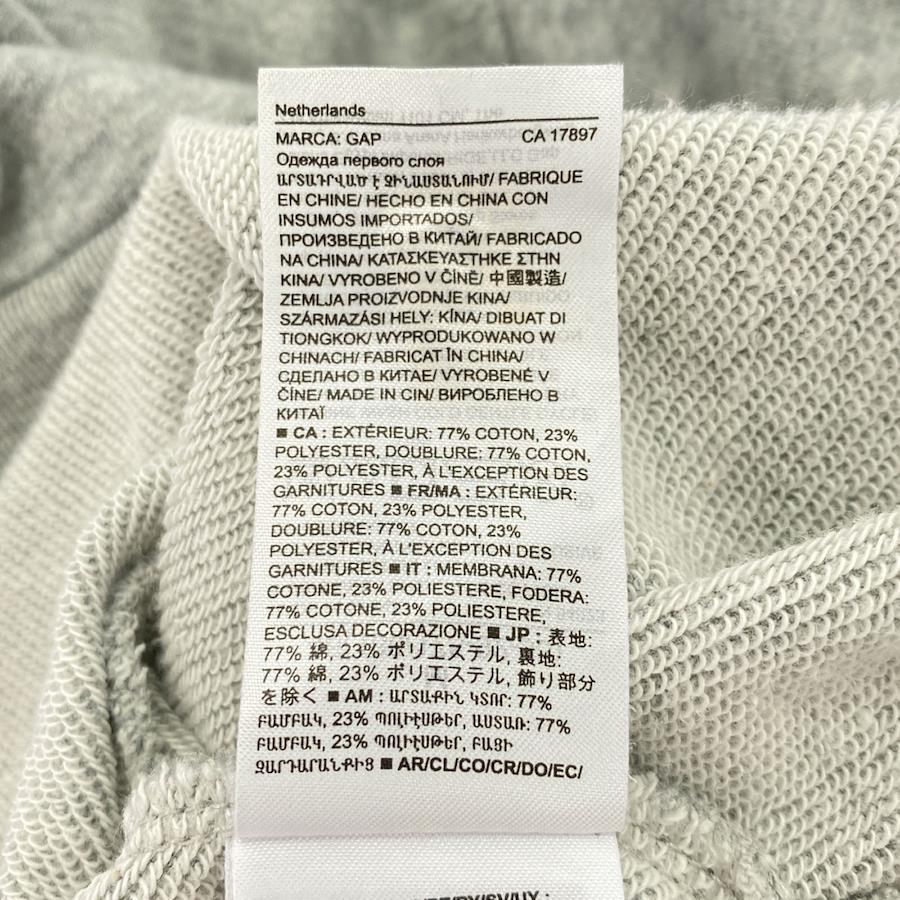 Netherlands
MARCA: GAP CA 17897
Одежда первого слоя
ԱՐՏԱԴՐՎԱԾ Է ՉԻՆԱՍՏԱՆՈՒՄ/ FABRIQUE
EN CHINE/ HECHO EN CHINA CON
INSUMOS IMPORTADOS/
ПРОИЗВЕДЕНО В КИТАЙ/ FABRICADO
NA CHINA/ ΚΑΤΑΣΚΕΥΑΣΤΗΚΕ ΣΤΗΝ
ΚΙΝΑ/ VYROBENO V ČÍNĚ/ 中國製造/
ZEMLJA PROIZVODNJE KINA/
SZÁRMAZÁSI HELY: KÍNA/ DIBUAT DI
TIONGKOK/ WYPRODUKOWANO W
CHINACH/ FABRICAT ÎN CHINA/
СДЕЛАНО В КИТАЕ/ VYROBENÉ V
ČÍNE/ MADE IN CIN/ ВИРОБЛЕНО В
КИТАЇ
■ CA : EXTÉRIEUR: 77% COTON, 23%
POLYESTER, DOUBLURE: 77% COTON,
23% POLYESTER, À L'EXCEPTION DES
GARNITURES ■ FR/MA : EXTÉRIEUR:
77% COTON, 23% POLYESTER,
DOUBLURE: 77% COTON, 23%
POLYESTER, À L'EXCEPTION DES
GARNITURES ■ IT : MEMBRANA: 77%
COTONE, 23% POLIESTERE, FODERA:
77% COTONE, 23% POLIESTERE,
ESCLUSA DECORAZIONE ■ JP : 表地:
77% 綿, 23% ポリエステル, 裏地:
77% 綿, 23% ポリエステル, 飾り部分
を除く ■ AM : ԱՐՏԱՔԻՆ ԿՏՈՐ: 77%
ԲԱՄԲԱԿ, 23% ՊՈԼԻԷՍԹԵՐ, ԱՍՏԱՌ: 77%
ԲԱՄԲԱԿ, 23% ՊՈԼԻԷՍԹԵՐ, ԲԱՑԻ
ԶԱՐԴԱՐԱՆՔԻՑ ■ AR/CL/CO/CR/DO/EC/